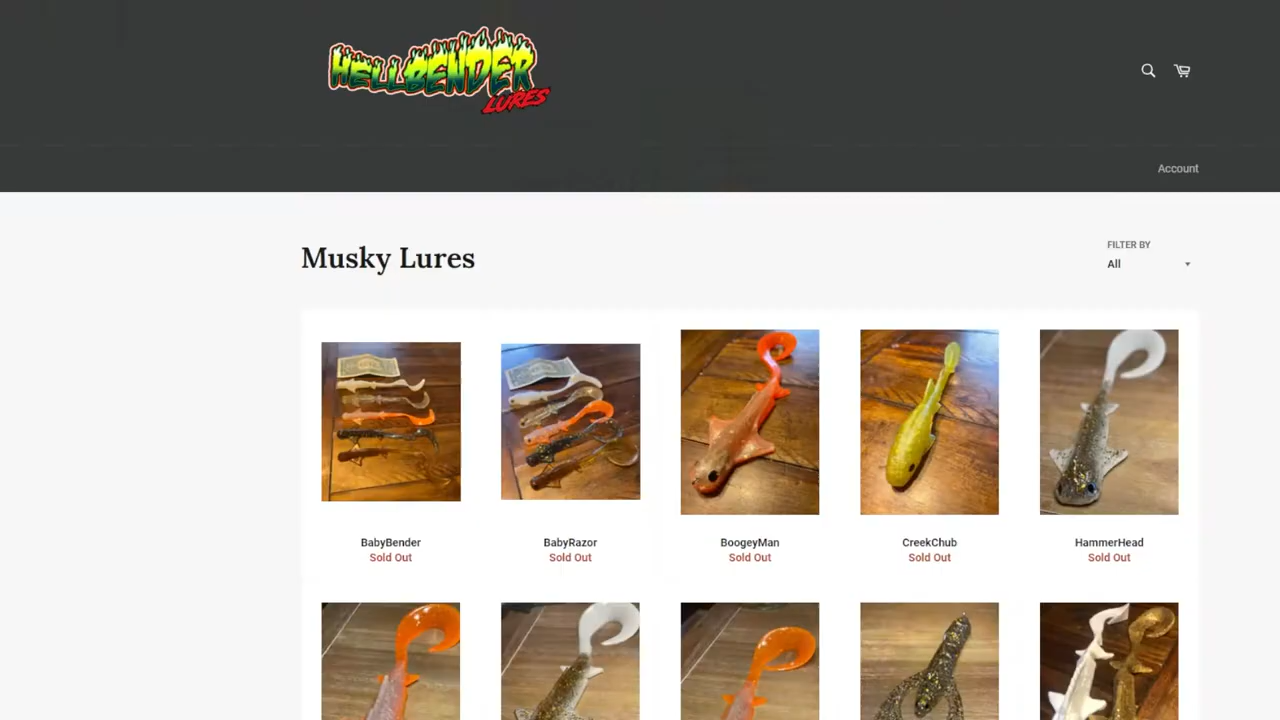 HELLBENDER
LURES
Account
Musky Lures
FILTER BY
All
BabyBender
Sold Out
BabyRazor
Sold Out
BoogeyMan
Sold Out
CreekChub
Sold Out
HammerHead
Sold Out